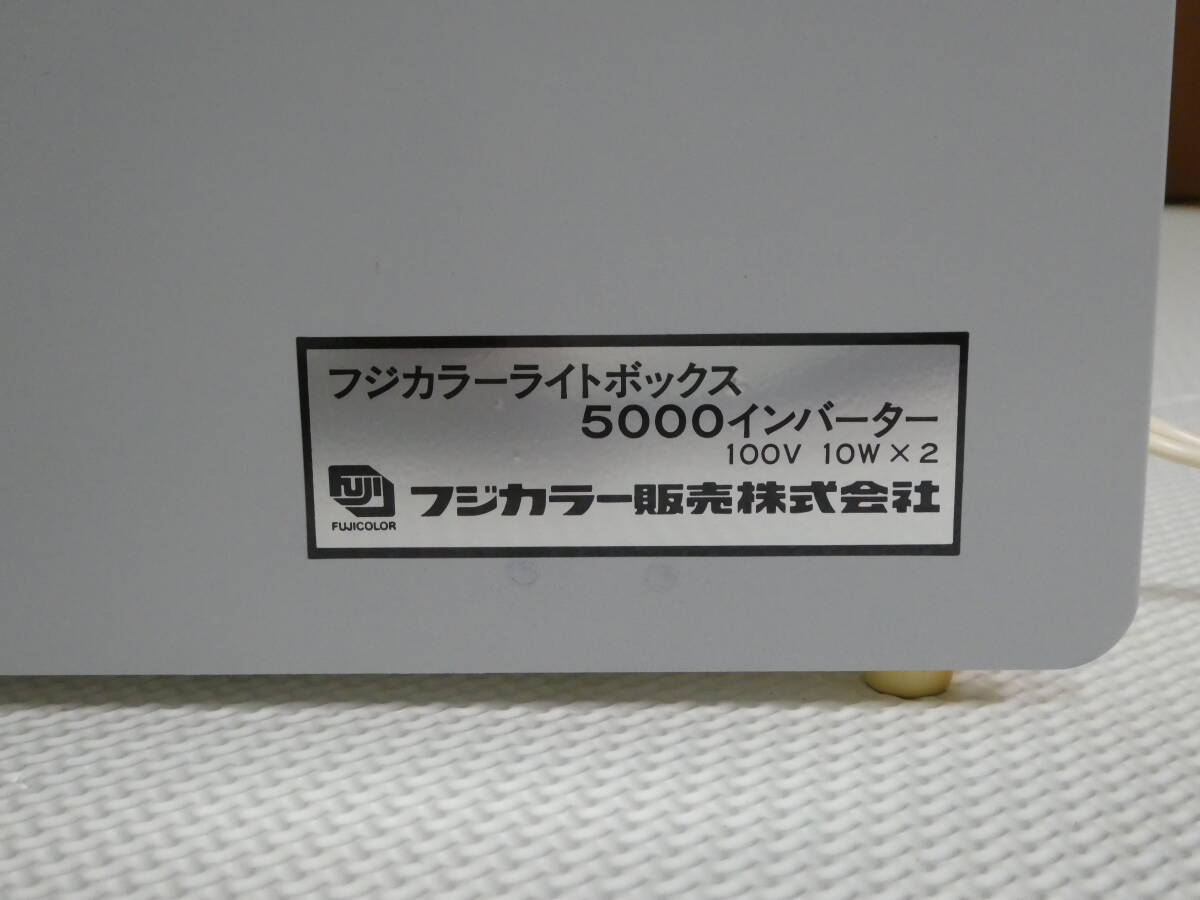 フジカラーライトボックス
5000インバーター
100V 10W×2
FUJI
FUJICOLOR
フジカラー販売株式会社